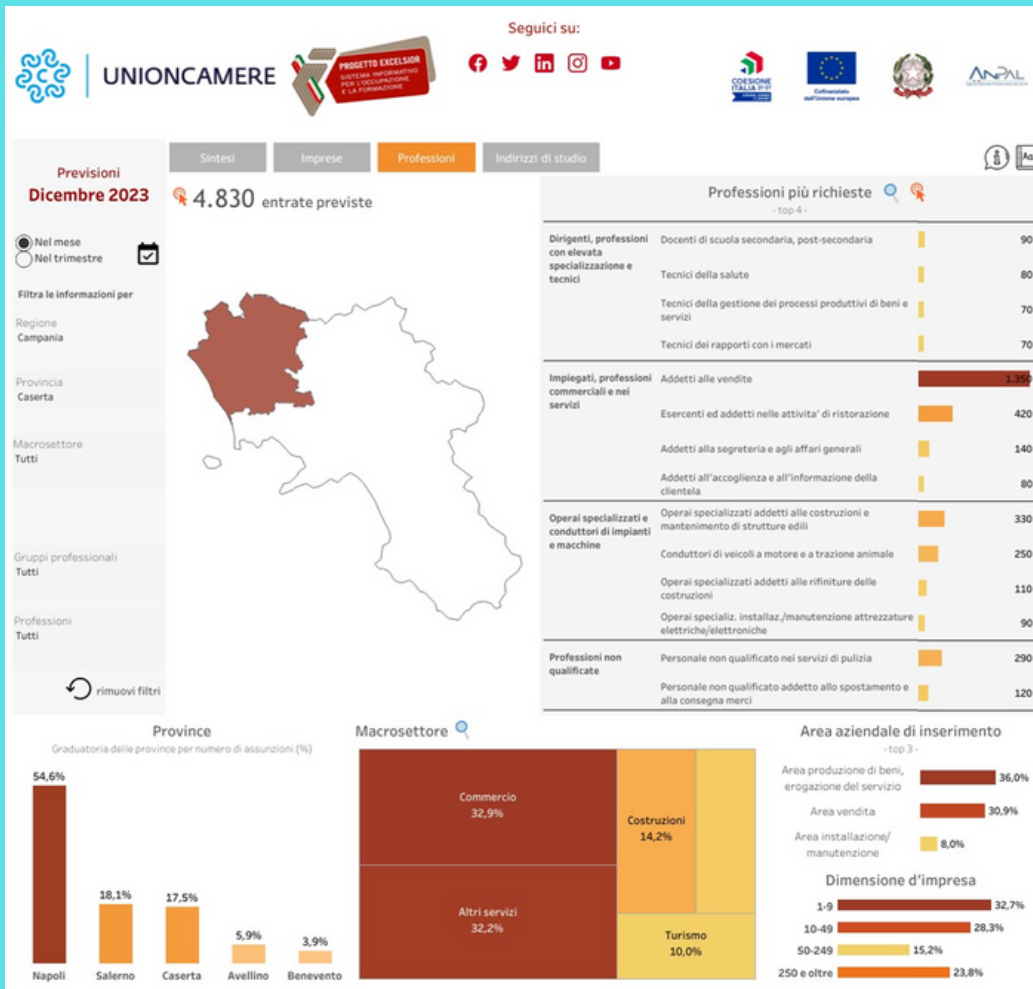 Seguici su:
UNIONCAMERE
PROGETTO EXCELSIOR
SISTEMA INFORMATIVO
PER L'OCCUPAZIONE
E LA FORMAZIONE
COESIONE
ITALIA 21-27
Cofinanziato
dall'Unione europea
ANPAL
Previsioni
Dicembre 2023
Sintesi
Imprese
Professioni
Indirizzi di studio
4.830 entrate previste
Nel mese
Nel trimestre
Filtra le informazioni per
Regione
Campania
Provincia
Caserta
Macrosettore
Tutti
Gruppi professionali
Tutti
Professioni
Tutti
rimuovi filtri
Professioni più richieste
- top 4 -
Dirigenti, professioni
con elevata
specializzazione e
tecnici
Docenti di scuola secondaria, post-secondaria 90
Tecnici della salute 80
Tecnici della gestione dei processi produttivi di beni e
servizi 70
Tecnici dei rapporti con i mercati 70
Impiegati, professioni
commerciali e nei
servizi
Addetti alle vendite 1.350
Esercenti ed addetti nelle attivita' di ristorazione 420
Addetti alla segreteria e agli affari generali 140
Addetti all'accoglienza e all'informazione della
clientela 80
Operai specializzati e
conduttori di impianti
e macchine
Operai specializzati addetti alle costruzioni e
mantenimento di strutture edili 330
Conduttori di veicoli a motore e a trazione animale 250
Operai specializzati addetti alle rifiniture delle
costruzioni 110
Operai specializ. installaz./manutenzione attrezzature
elettriche/elettroniche 90
Professioni non
qualificate
Personale non qualificato nei servizi di pulizia 290
Personale non qualificato addetto allo spostamento e
alla consegna merci 120
Province
Graduatoria delle province per numero di assunzioni (%)
54,6%
18,1%
17,5%
5,9%
3,9%
Napoli
Salerno
Caserta
Avellino
Benevento
Macrosettore
Commercio
32,9%
Altri servizi
32,2%
Costruzioni
14,2%
Turismo
10,0%
Area aziendale di inserimento
- top 3 -
Area produzione di beni,
erogazione del servizio 36,0%
Area vendita 30,9%
Area installazione/
manutenzione 8,0%
Dimensione d'impresa
1-9 32,7%
10-49 28,3%
50-249 15,2%
250 e oltre 23,8%